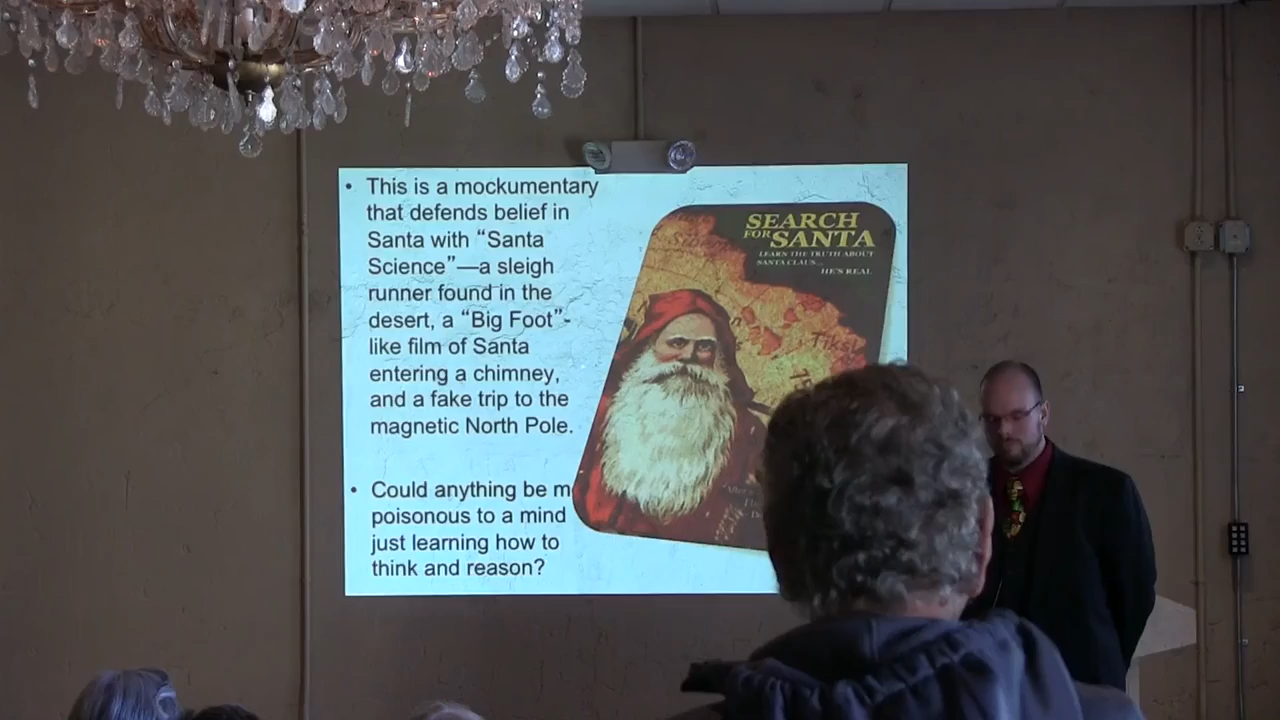 • This is a mockumentary
that defends belief in
Santa with “Santa
Science”—a sleigh
runner found in the
desert, a “Big Foot”-
like film of Santa
entering a chimney,
and a fake trip to the
magnetic North Pole.
• Could anything be m
poisonous to a mind
just learning how to
think and reason?
SEARCH
FOR SANTA
LEARN THE TRUTH ABOUT
SANTA CLAUS...
HE'S REAL
Tiksi